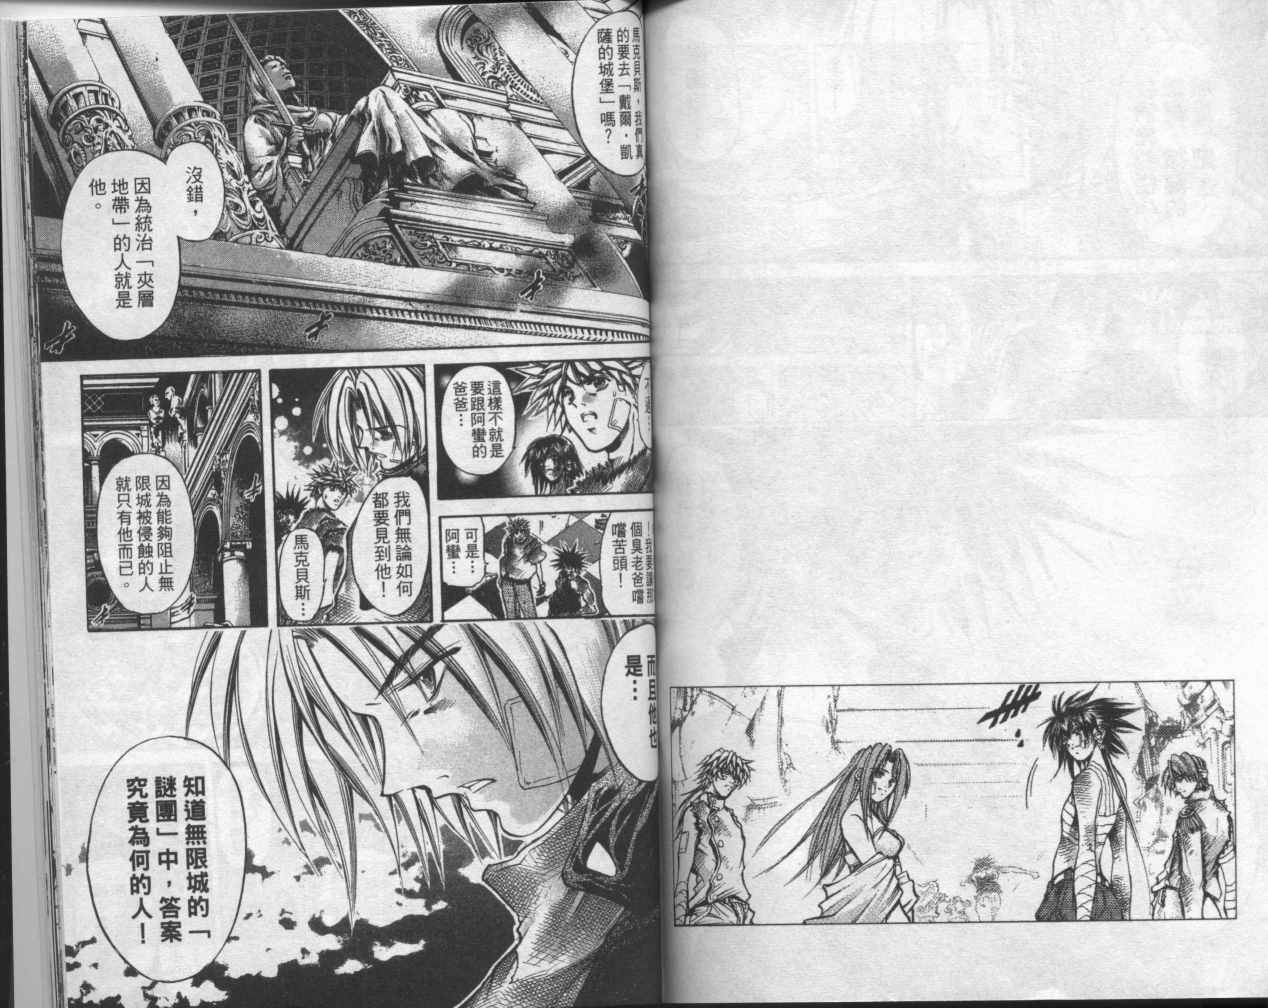 馬克貝斯，我們真
的要去「戴爾．凱
薩的城堡」嗎？
沒錯，
因為統治「夾層
地帶」的人就是
他。
這樣不就是
要跟阿蠻的
爸爸…
個臭老爸嚐
嚐苦頭！
可是…
阿蠻…
我們無論如何
都要見到他！
馬克貝斯…
因為能夠阻止無
限城被侵蝕的人
就只有他而已。
而且他也
是…
知道無限城的「
謎團」中，答案
究竟為何的人！